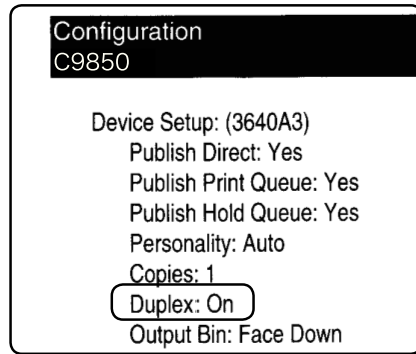 Configuration
C9850
Device Setup: (3640A3)
Publish Direct: Yes
Publish Print Queue: Yes
Publish Hold Queue: Yes
Personality: Auto
Copies: 1
Duplex: On
Output Bin: Face Down